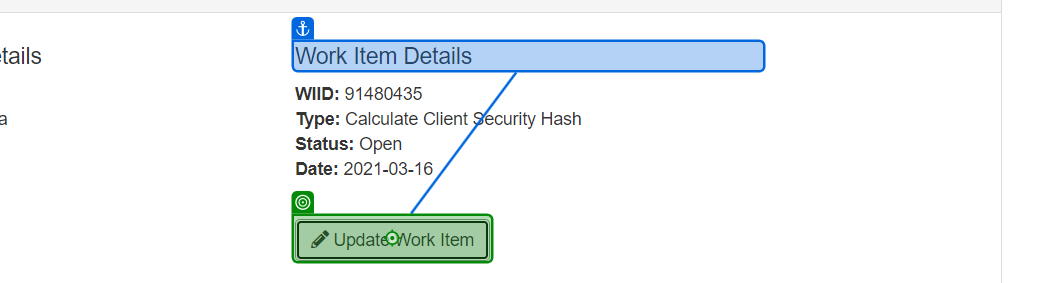 etails
Work Item Details
WIID: 91480435
a
Type: Calculate Client Security Hash
Status: Open
Date: 2021-03-16
Update Work Item